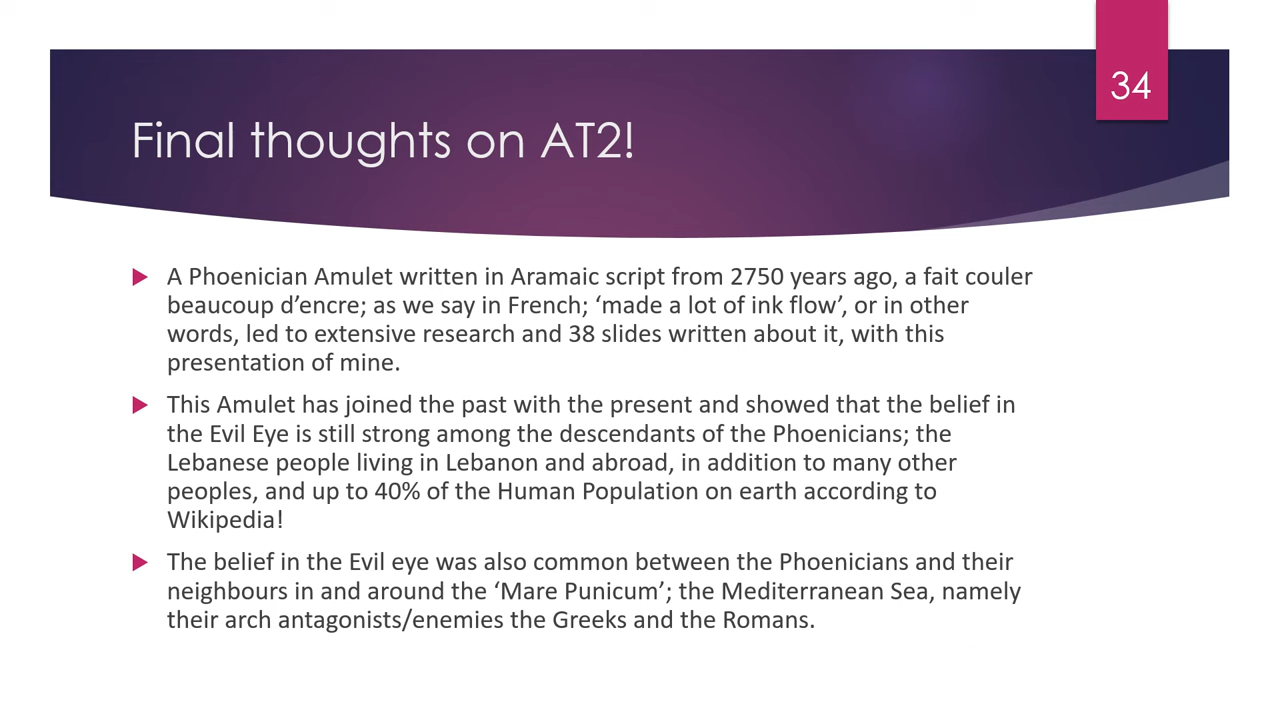 34
Final thoughts on AT2!
A Phoenician Amulet written in Aramaic script from 2750 years ago, a fait couler
beaucoup d’encre; as we say in French; ‘made a lot of ink flow’, or in other
words, led to extensive research and 38 slides written about it, with this
presentation of mine.
This Amulet has joined the past with the present and showed that the belief in
the Evil Eye is still strong among the descendants of the Phoenicians; the
Lebanese people living in Lebanon and abroad, in addition to many other
peoples, and up to 40% of the Human Population on earth according to
Wikipedia!
The belief in the Evil eye was also common between the Phoenicians and their
neighbours in and around the ‘Mare Punicum’; the Mediterranean Sea, namely
their arch antagonists/enemies the Greeks and the Romans.